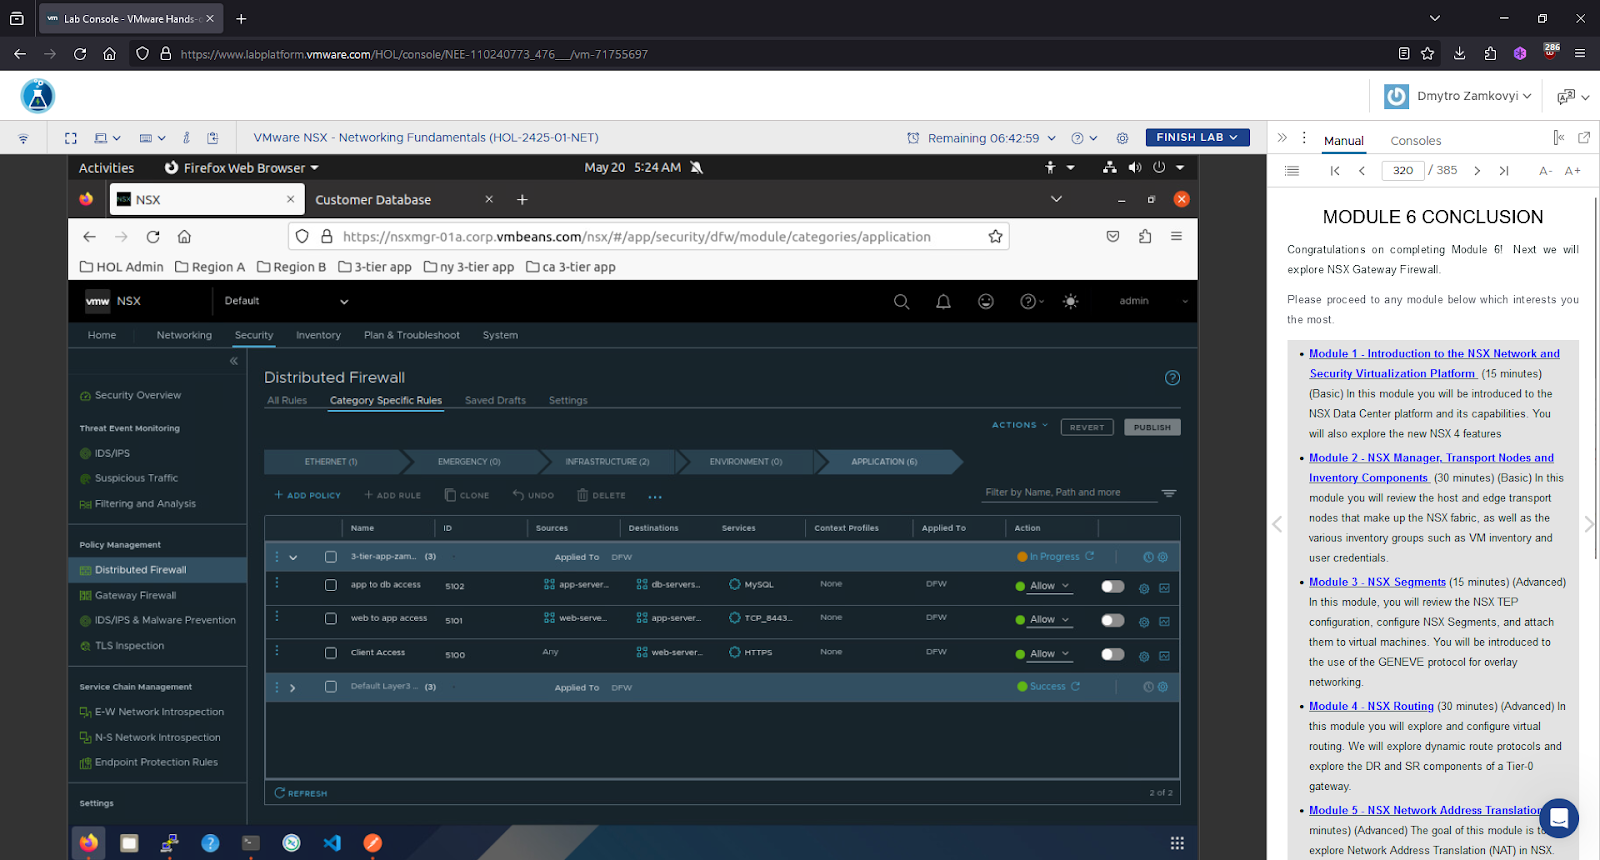 Lab Console - VMware Hands-o
https://www.labplatform.vmware.com/HOL/console/NEE-110240773_476___/vm-71755697
286
Dmytro Zamkovyi
VMware NSX - Networking Fundamentals (HOL-2425-01-NET)
Remaining 06:42:59
FINISH LAB
Activities
Firefox Web Browser
May 20 5:24 AM
NSX
Customer Database
https://nsxmgr-01a.corp.vmbeans.com/nsx/#/app/security/dfw/module/categories/application
HOL Admin
Region A
Region B
3-tier app
ny 3-tier app
ca 3-tier app
vmw NSX
Default
admin
Home
Networking
Security
Inventory
Plan & Troubleshoot
System
Security Overview
Threat Event Monitoring
IDS/IPS
Suspicious Traffic
Filtering and Analysis
Policy Management
Distributed Firewall
Gateway Firewall
IDS/IPS & Malware Prevention
TLS Inspection
Service Chain Management
E-W Network Introspection
N-S Network Introspection
Endpoint Protection Rules
Settings
Distributed Firewall
All Rules
Category Specific Rules
Saved Drafts
Settings
ACTIONS
REVERT
PUBLISH
ETHERNET (1)
EMERGENCY (0)
INFRASTRUCTURE (2)
ENVIRONMENT (0)
APPLICATION (6)
+ ADD POLICY
+ ADD RULE
CLONE
UNDO
DELETE
...
Filter by Name, Path and more
Name ID Sources Destinations Services Context Profiles Applied To Action
3-tier-app-zam... (3) Applied To DFW In Progress
app to db access 5102 app-server... db-servers... MySQL None DFW Allow
web to app access 5101 web-serve... app-server... TCP_8443... None DFW Allow
Client Access 5100 Any web-server... HTTPS None DFW Allow
Default Layer3 ... (3) Applied To DFW Success
REFRESH
2 of 2
Manual
Consoles
320 / 385
A- A+
MODULE 6 CONCLUSION
Congratulations on completing Module 6! Next we will
explore NSX Gateway Firewall.
Please proceed to any module below which interests you
the most.
• Module 1 - Introduction to the NSX Network and
Security Virtualization Platform (15 minutes)
(Basic) In this module you will be introduced to the
NSX Data Center platform and its capabilities. You
will also explore the new NSX 4 features
• Module 2 - NSX Manager, Transport Nodes and
Inventory Components (30 minutes) (Basic) In this
module you will review the host and edge transport
nodes that make up the NSX fabric, as well as the
various inventory groups such as VM inventory and
user credentials.
• Module 3 - NSX Segments (15 minutes) (Advanced)
In this module, you will review the NSX TEP
configuration, configure NSX Segments, and attach
them to virtual machines. You will be introduced to
the use of the GENEVE protocol for overlay
networking.
• Module 4 - NSX Routing (30 minutes) (Advanced) In
this module you will explore and configure virtual
routing. We will explore dynamic route protocols and
explore the DR and SR components of a Tier-0
gateway.
• Module 5 - NSX Network Address Translation
minutes) (Advanced) The goal of this module is to
explore Network Address Translation (NAT) in NSX.